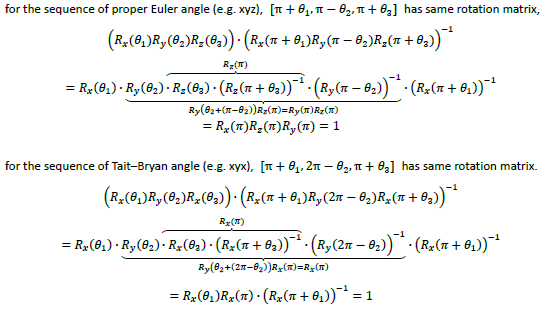 for the sequence of proper Euler angle (e.g. xyz), [π + θ₁, π − θ₂, π + θ₃] has same rotation matrix,
(Rₓ(θ₁)R_y(θ₂)R_z(θ₃)) · (Rₓ(π + θ₁)R_y(π − θ₂)R_z(π + θ₃))⁻¹
R_z(π)
= Rₓ(θ₁) · R_y(θ₂) · R_z(θ₃) · (R_z(π + θ₃))⁻¹ · (R_y(π − θ₂))⁻¹ · (Rₓ(π + θ₁))⁻¹
R_y(θ₂+(π−θ₂))R_z(π)=R_y(π)R_z(π)
= Rₓ(π)R_z(π)R_y(π) = 1
for the sequence of Tait–Bryan angle (e.g. xyx), [π + θ₁, 2π − θ₂, π + θ₃] has same rotation matrix.
(Rₓ(θ₁)R_y(θ₂)Rₓ(θ₃)) · (Rₓ(π + θ₁)R_y(2π − θ₂)Rₓ(π + θ₃))⁻¹
Rₓ(π)
= Rₓ(θ₁) · R_y(θ₂) · Rₓ(θ₃) · (Rₓ(π + θ₃))⁻¹ · (R_y(2π − θ₂))⁻¹ · (Rₓ(π + θ₁))⁻¹
R_y(θ₂+(2π−θ₂))Rₓ(π)=Rₓ(π)
= Rₓ(θ₁)Rₓ(π) · (Rₓ(π + θ₁))⁻¹ = 1